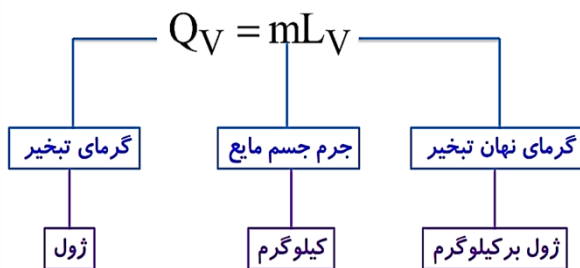 Q_V = mL_V
گرمای نهان تبخیر
جرم جسم مایع
گرمای تبخیر
ژول برکیلوگرم
کیلوگرم
ژول